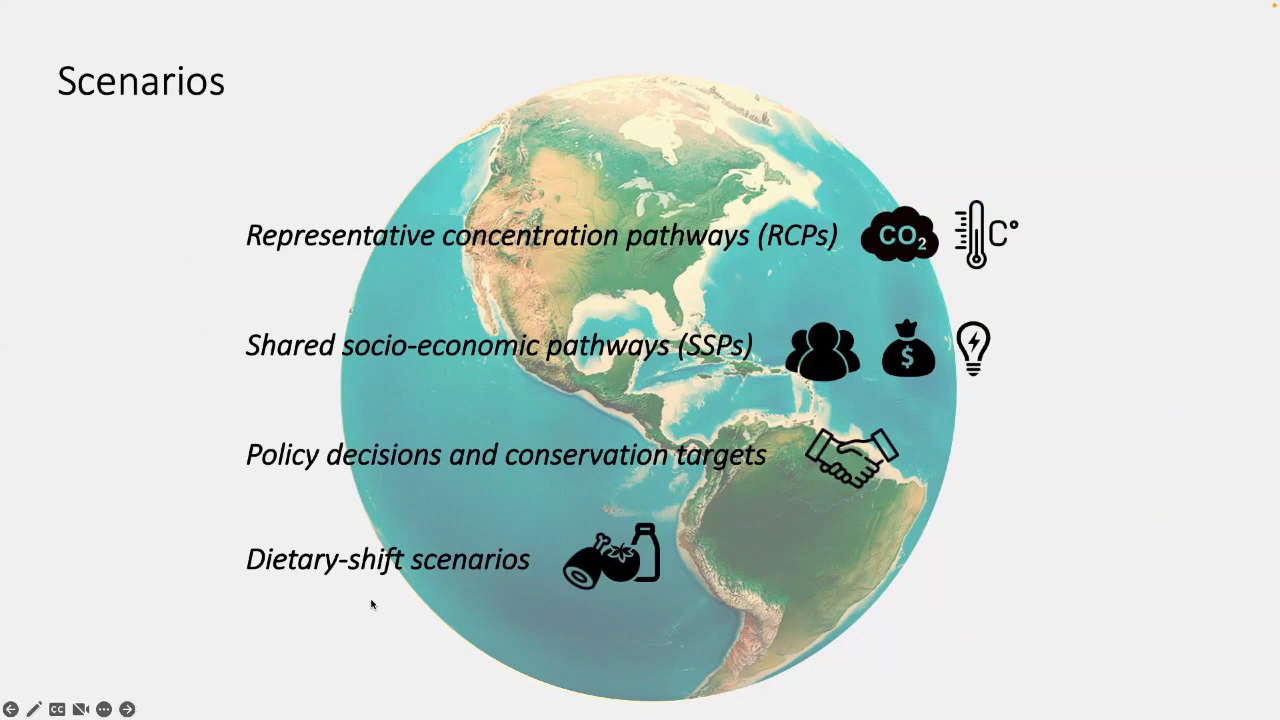 Scenarios
Representative concentration pathways (RCPs)
CO₂
C°
Shared socio-economic pathways (SSPs)
$
Policy decisions and conservation targets
Dietary-shift scenarios
CC